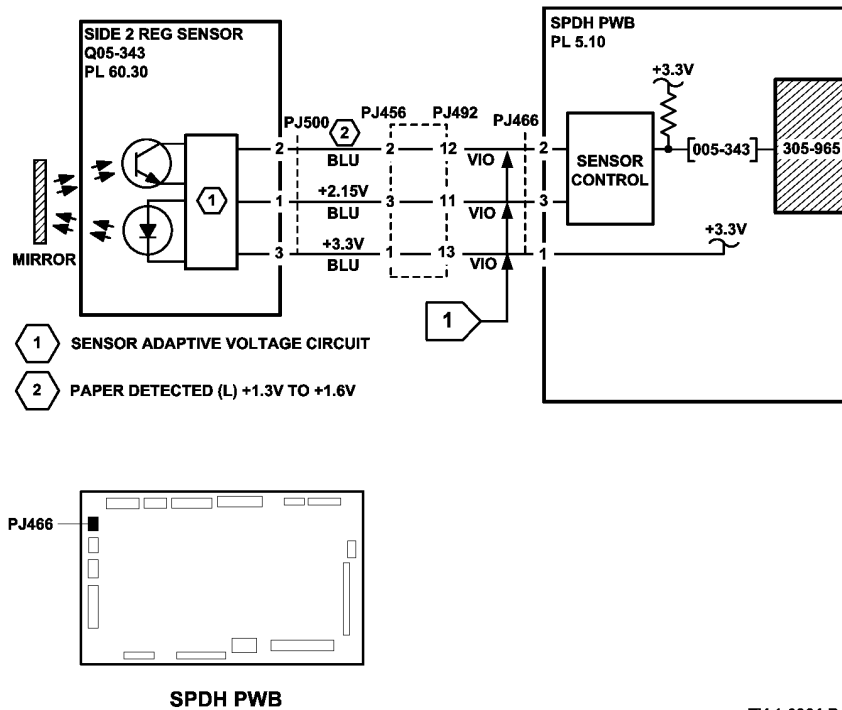 SIDE 2 REG SENSOR
Q05-343
PL 60.30
SPDH PWB
PL 5.10
+3.3V
PJ500
2
PJ456
PJ492
PJ466
2
BLU
2
12
VIO
2
SENSOR
CONTROL
005-343
305-965
1
1
+2.15V
BLU
3
11
VIO
3
+3.3V
MIRROR
3
+3.3V
BLU
1
13
VIO
1
1
1 SENSOR ADAPTIVE VOLTAGE CIRCUIT
2 PAPER DETECTED (L) +1.3V TO +1.6V
PJ466
SPDH PWB